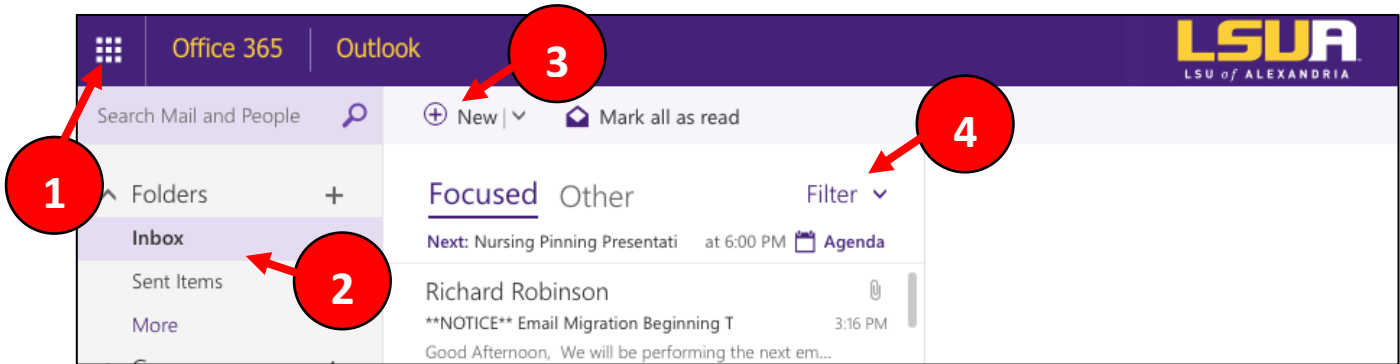 Office 365 Outlook
LSUA
LSU of ALEXANDRIA
3
Search Mail and People
New
Mark all as read
4
1
Folders
Focused Other Filter
Inbox
Next: Nursing Pinning Presentati at 6:00 PM Agenda
2
Sent Items
Richard Robinson
More
**NOTICE** Email Migration Beginning T 3:16 PM
Good Afternoon, We will be performing the next em...